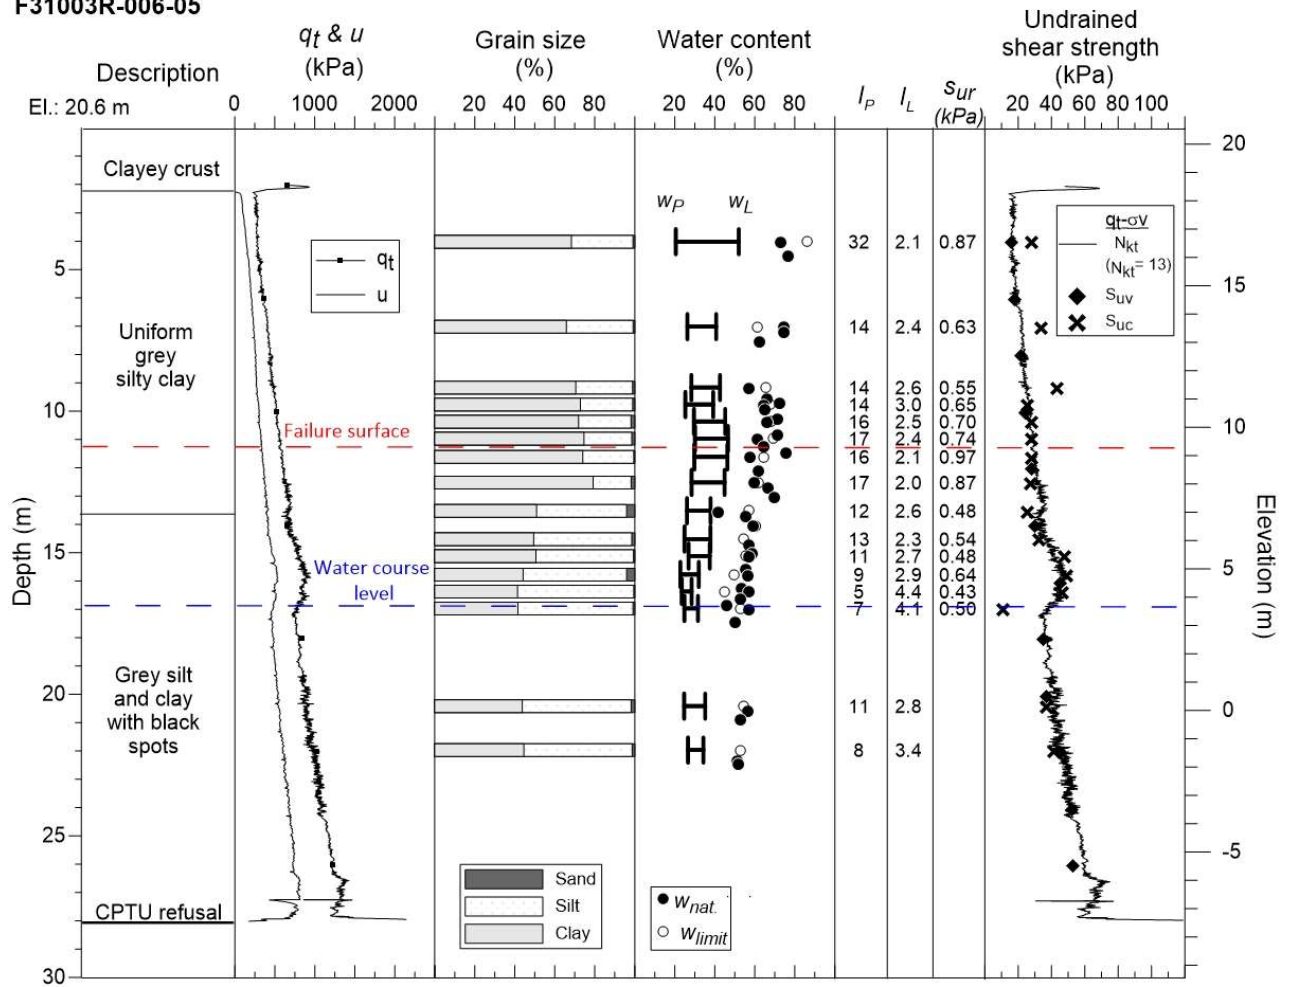 F31003R-006-05
Description
El.: 20.6 m
qt & u
(kPa)
0 1000 2000
Grain size
(%)
20 40 60 80
Water content
(%)
20 40 60 80
IP
IL
sur
(kPa)
Undrained
shear strength
(kPa)
20 40 60 80 100
Clayey crust
Uniform
grey
silty clay
Grey silt
and clay
with black
spots
CPTU refusal
Depth (m)
5
10
15
20
25
30
qt
u
Failure surface
Water course
level
Sand
Silt
Clay
wP wL
wnat.
wlimit
32 2.1 0.87
14 2.4 0.63
14 2.6 0.55
14 3.0 0.65
16 2.5 0.70
17 2.4 0.74
16 2.1 0.97
17 2.0 0.87
12 2.6 0.48
13 2.3 0.54
11 2.7 0.48
9 2.9 0.64
5 4.4 0.43
7 4.1 0.50
11 2.8
8 3.4
qt-σv
Nkt
(Nkt= 13)
Suv
Suc
20
15
10
5
0
-5
Elevation (m)